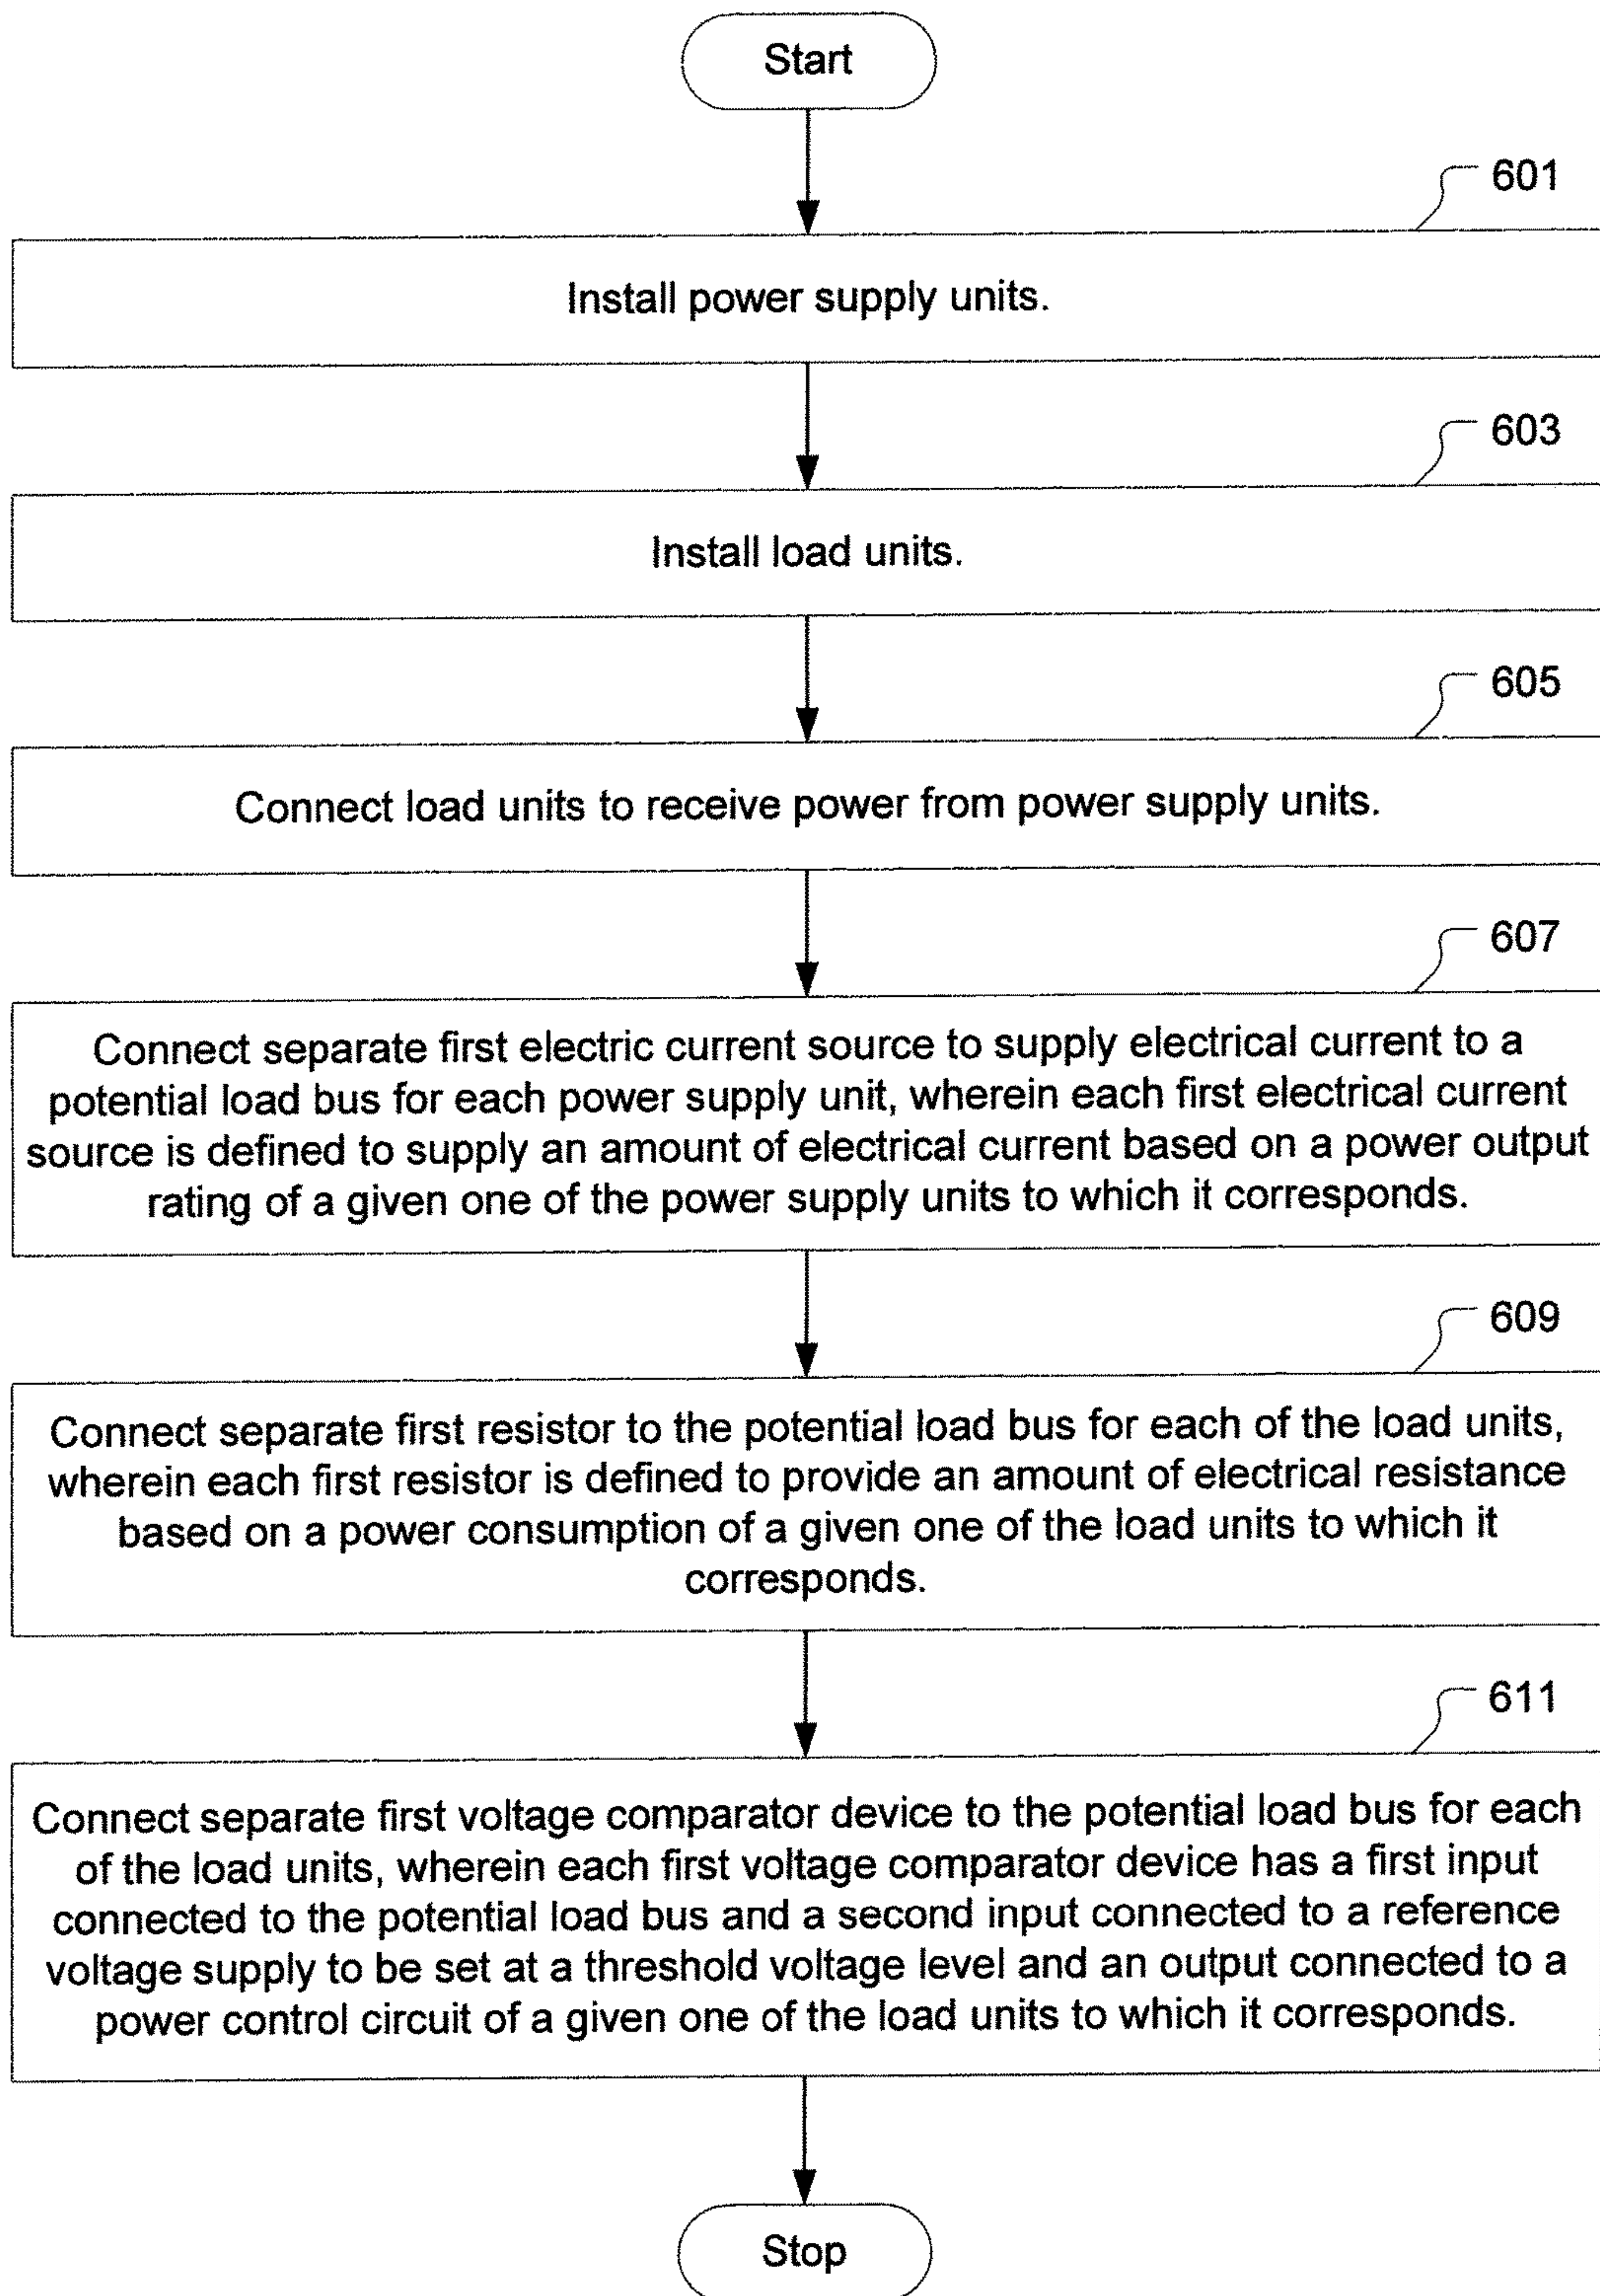 Start
601
Install power supply units.
603
Install load units.
605
Connect load units to receive power from power supply units.
607
Connect separate first electric current source to supply electrical current to a
potential load bus for each power supply unit, wherein each first electrical current
source is defined to supply an amount of electrical current based on a power output
rating of a given one of the power supply units to which it corresponds.
609
Connect separate first resistor to the potential load bus for each of the load units,
wherein each first resistor is defined to provide an amount of electrical resistance
based on a power consumption of a given one of the load units to which it
corresponds.
611
Connect separate first voltage comparator device to the potential load bus for each
of the load units, wherein each first voltage comparator device has a first input
connected to the potential load bus and a second input connected to a reference
voltage supply to be set at a threshold voltage level and an output connected to a
power control circuit of a given one of the load units to which it corresponds.
Stop